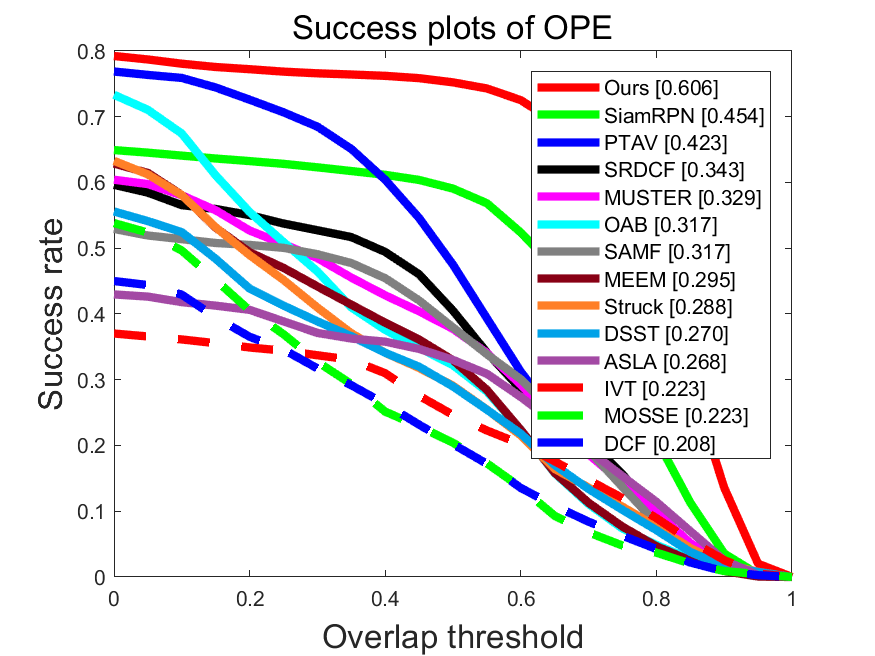 Success plots of OPE
0.8
0.7
0.6
0.5
0.4
0.3
0.2
0.1
0
Success rate
Ours [0.606]
SiamRPN [0.454]
PTAV [0.423]
SRDCF [0.343]
MUSTER [0.329]
OAB [0.317]
SAMF [0.317]
MEEM [0.295]
Struck [0.288]
DSST [0.270]
ASLA [0.268]
IVT [0.223]
MOSSE [0.223]
DCF [0.208]
0 0.2 0.4 0.6 0.8 1
Overlap threshold